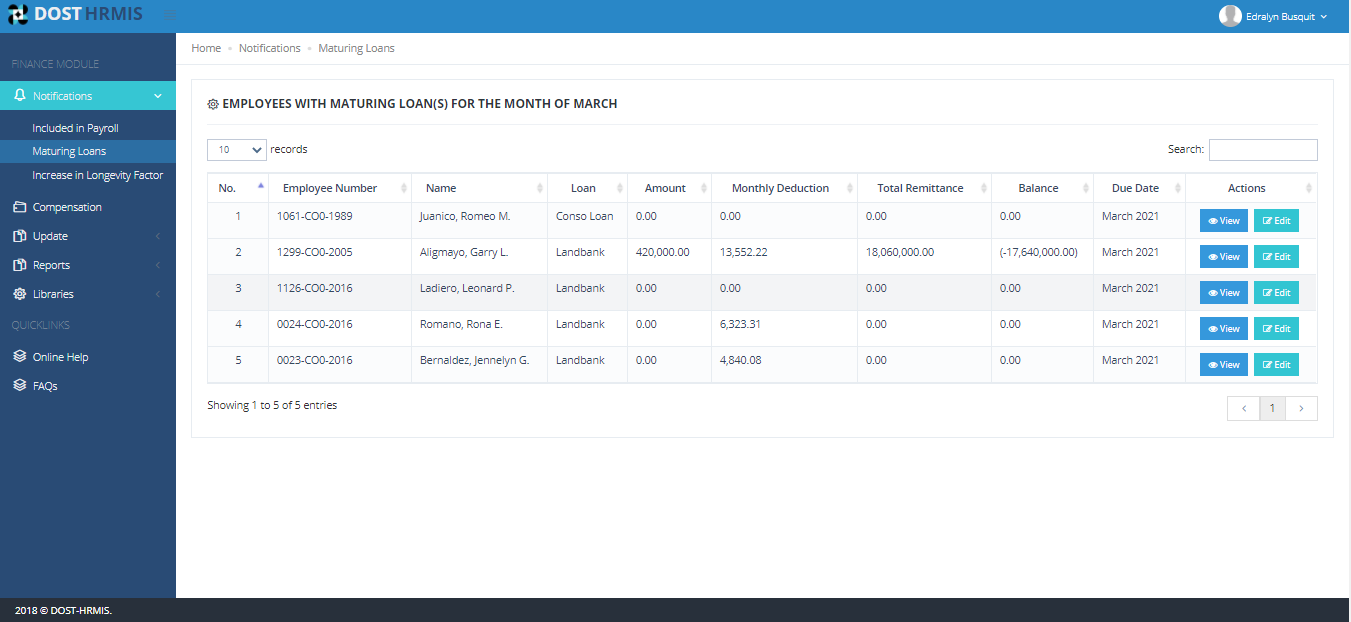 DOST HRMIS
Edralyn Busquit
FINANCE MODULE
Notifications
Included in Payroll
Maturing Loans
Increase in Longevity Factor
Compensation
Update
Reports
Libraries
QUICKLINKS
Online Help
FAQs
Home Notifications Maturing Loans
EMPLOYEES WITH MATURING LOAN(S) FOR THE MONTH OF MARCH
10 records Search:
No. Employee Number Name Loan Amount Monthly Deduction Total Remittance Balance Due Date Actions
1 1061-CO0-1989 Juanico, Romeo M. Conso Loan 0.00 0.00 0.00 0.00 March 2021 View Edit
2 1299-CO0-2005 Aligmayo, Garry L. Landbank 420,000.00 13,552.22 18,060,000.00 (-17,640,000.00) March 2021 View Edit
3 1126-CO0-2016 Ladiero, Leonard P. Landbank 0.00 0.00 0.00 0.00 March 2021 View Edit
4 0024-CO0-2016 Romano, Rona E. Landbank 0.00 6,323.31 0.00 0.00 March 2021 View Edit
5 0023-CO0-2016 Bernaldez, Jennelyn G. Landbank 0.00 4,840.08 0.00 0.00 March 2021 View Edit
Showing 1 to 5 of 5 entries
1
2018 © DOST-HRMIS.